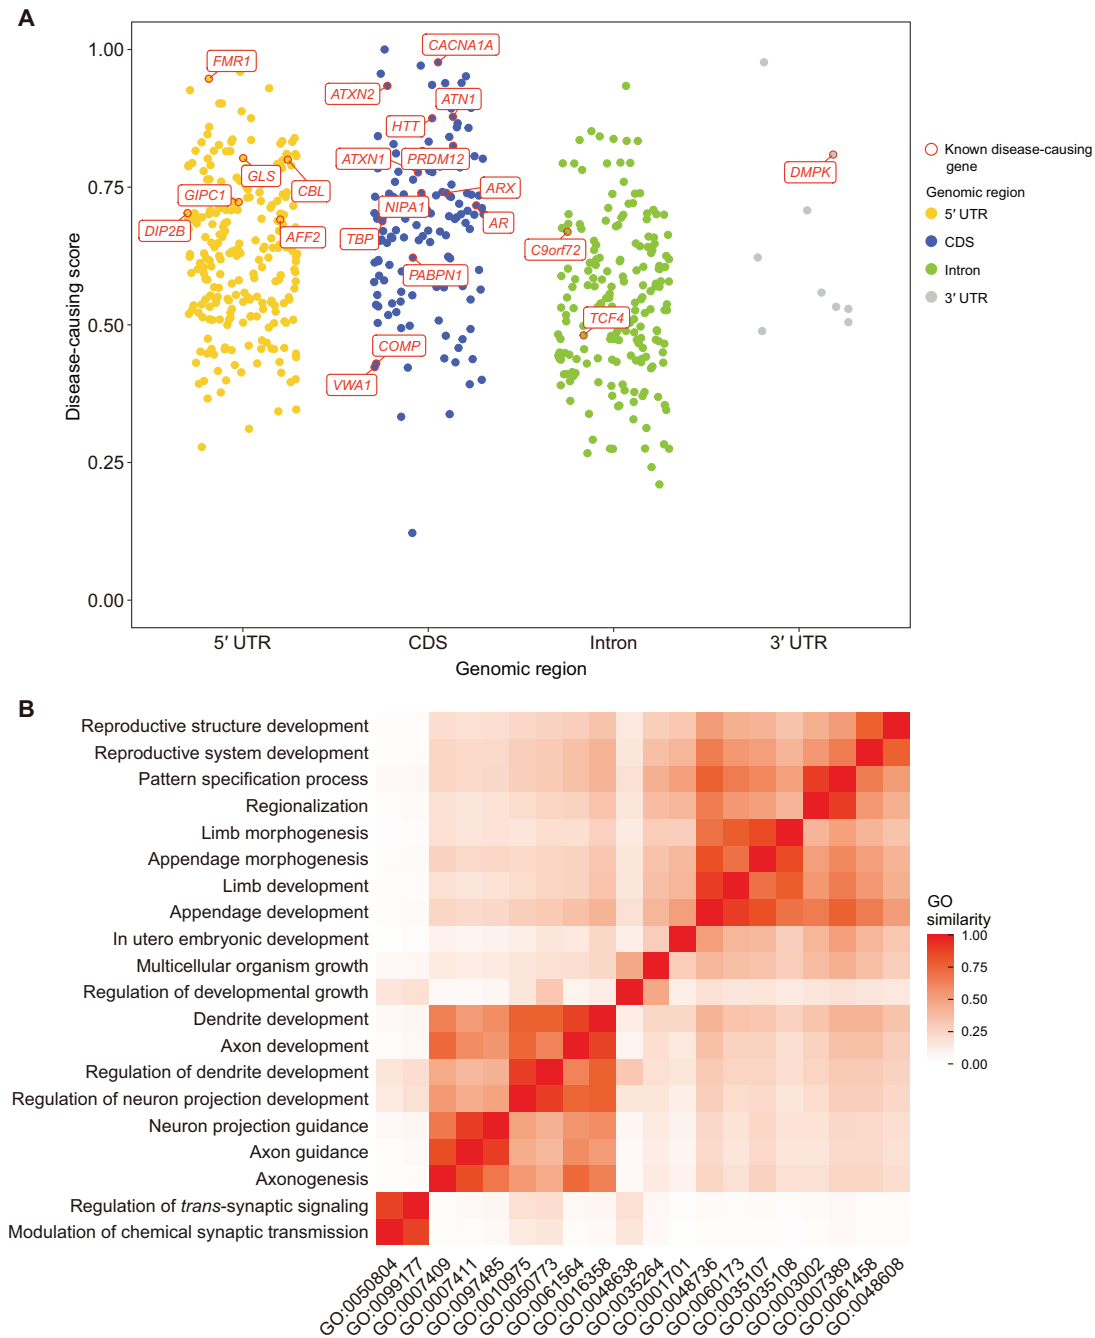 A
1.00
0.75
0.50
0.25
0.00
Disease-causing score
FMR1
GLS
CBL
GIPC1
DIP2B
AFF2
CACNA1A
ATXN2
ATN1
HTT
ATXN1
PRDM12
ARX
NIPA1
AR
TBP
PABPN1
COMP
VWA1
C9orf72
TCF4
DMPK
5′ UTR
CDS
Intron
3′ UTR
Genomic region
Known disease-causing
gene
Genomic region
5′ UTR
CDS
Intron
3′ UTR
B
Reproductive structure development
Reproductive system development
Pattern specification process
Regionalization
Limb morphogenesis
Appendage morphogenesis
Limb development
Appendage development
In utero embryonic development
Multicellular organism growth
Regulation of developmental growth
Dendrite development
Axon development
Regulation of dendrite development
Regulation of neuron projection development
Neuron projection guidance
Axon guidance
Axonogenesis
Regulation of trans-synaptic signaling
Modulation of chemical synaptic transmission
GO:0050804
GO:0099177
GO:0007409
GO:0007411
GO:0097485
GO:0010975
GO:0050773
GO:0061564
GO:0016358
GO:0048638
GO:0035264
GO:0001701
GO:0048736
GO:0060173
GO:0035107
GO:0035108
GO:0003002
GO:0007389
GO:0061458
GO:0048608
GO
similarity
1.00
0.75
0.50
0.25
0.00